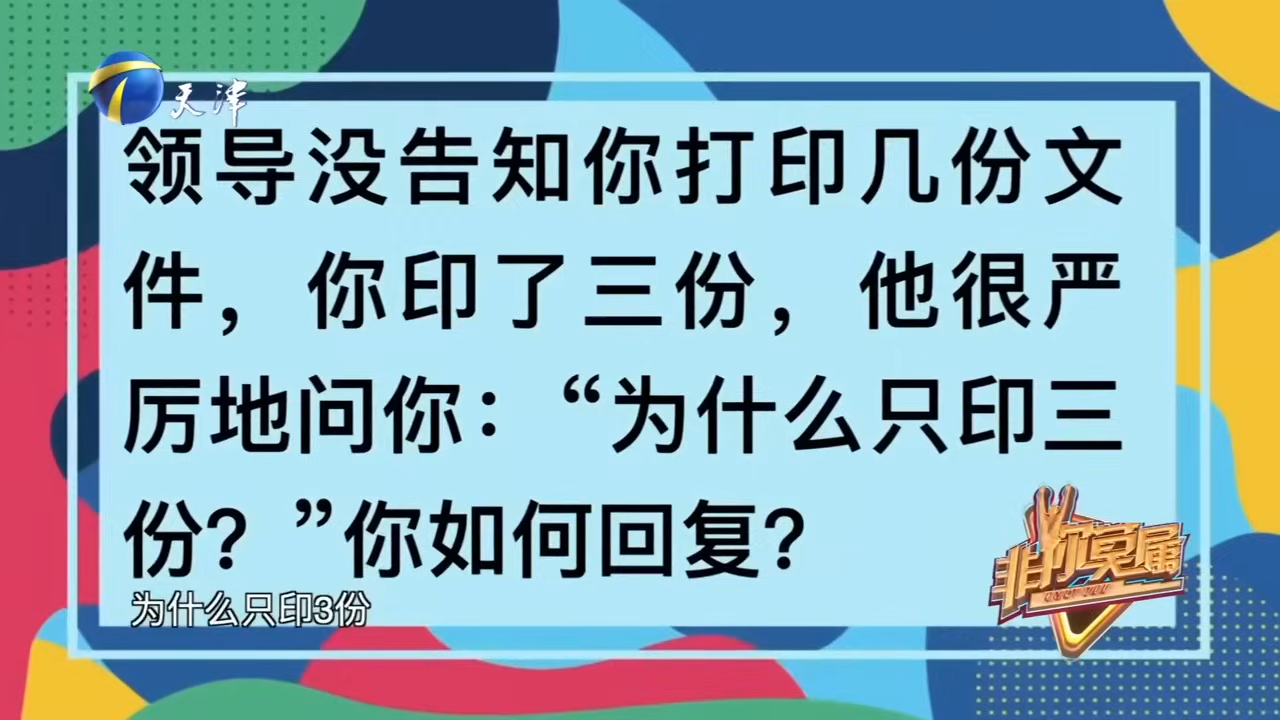 天津
领导没告知你打印几份文
件，你印了三份，他很严
厉地问你：“为什么只印三
份？”你如何回复？
非你莫属
为什么只印3份